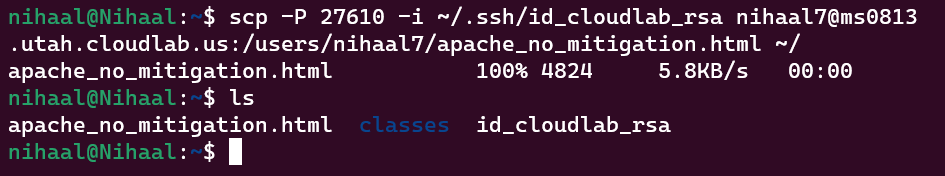 nihaal@Nihaal:~$ scp -P 27610 -i ~/.ssh/id_cloudlab_rsa nihaal7@ms0813
.utah.cloudlab.us:/users/nihaal7/apache_no_mitigation.html ~/
apache_no_mitigation.html 100% 4824 5.8KB/s 00:00
nihaal@Nihaal:~$ ls
apache_no_mitigation.html classes id_cloudlab_rsa
nihaal@Nihaal:~$